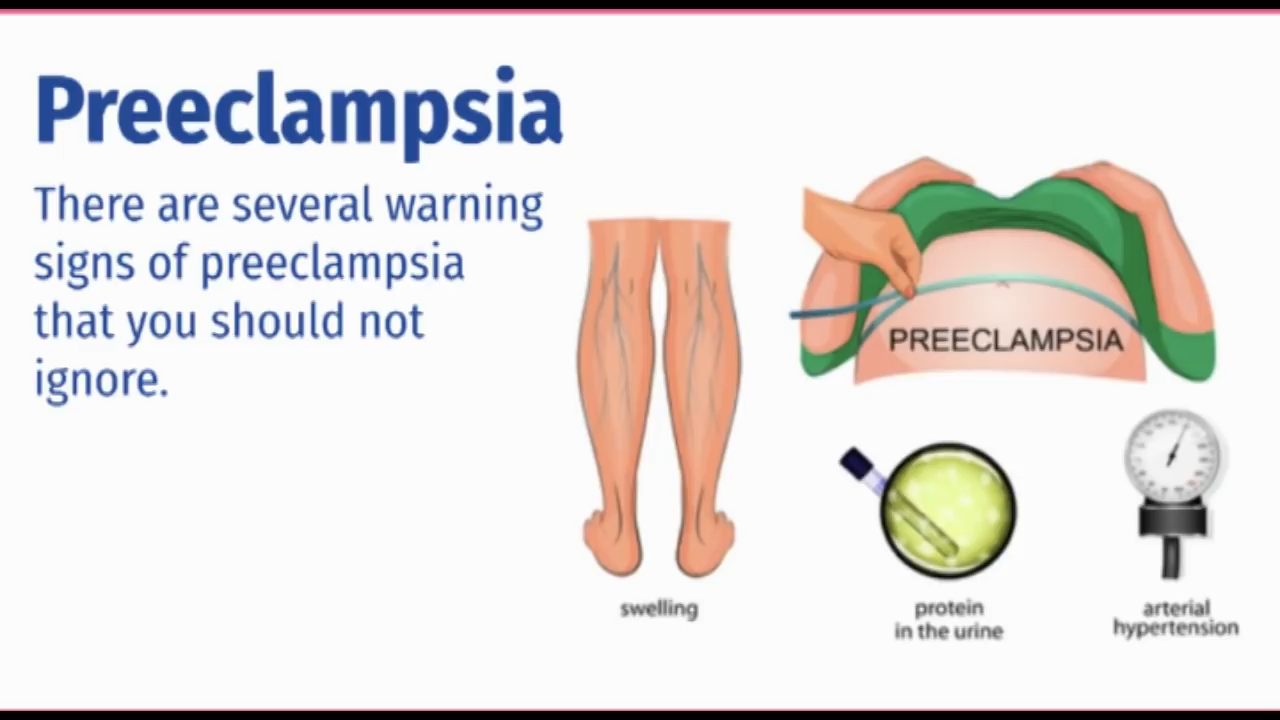 Preeclampsia
There are several warning
signs of preeclampsia
that you should not
ignore.
PREECLAMPSIA
swelling
protein
in the urine
arterial
hypertension